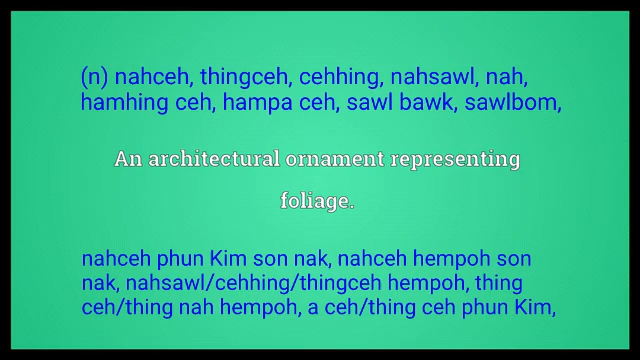 (n) nahceh, thingceh, cehhing, nahsawl, nah,
hamhing ceh, hampa ceh, sawl bawk, sawlbom,
An architectural ornament representing
foliage.
nahceh phun Kim son nak, nahceh hempoh son
nak, nahsawl/cehhing/thingceh hempoh, thing
ceh/thing nah hempoh, a ceh/thing ceh phun Kim,